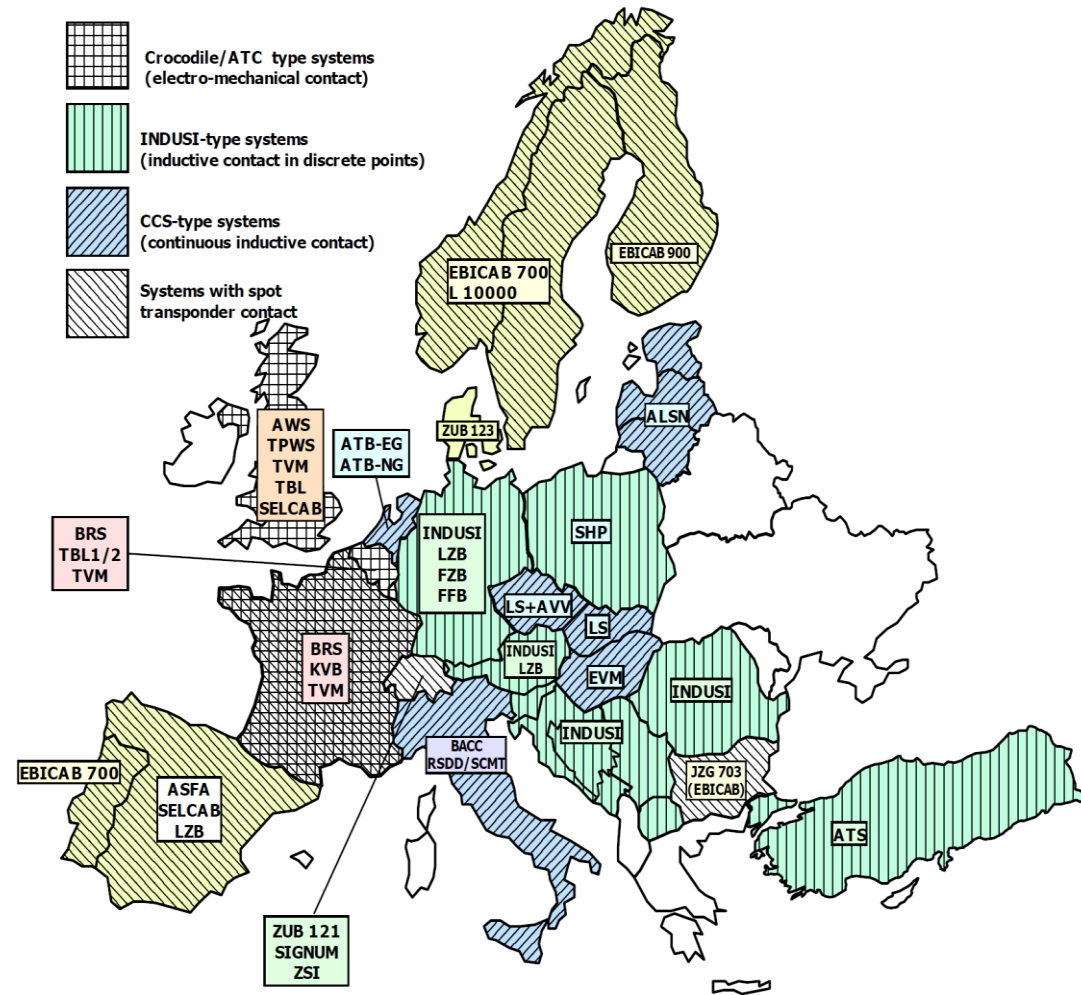 Crocodile/ATC type systems
(electro-mechanical contact)
INDUSI-type systems
(inductive contact in discrete points)
CCS-type systems
(continuous inductive contact)
Systems with spot
transponder contact
EBICAB 900
EBICAB 700
L 10000
ALSN
ZUB 123
AWS
TPWS
TVM
TBL
SELCAB
ATB-EG
ATB-NG
BRS
TBL1/2
TVM
INDUSI
LZB
FZB
FFB
SHP
LS+AVV
LS
INDUSI
LZB
EVM
BRS
KVB
TVM
INDUSI
INDUSI
BACC
RSDD/SCMT
JZG 703
(EBICAB)
EBICAB 700
ASFA
SELCAB
LZB
ATS
ZUB 121
SIGNUM
ZSI